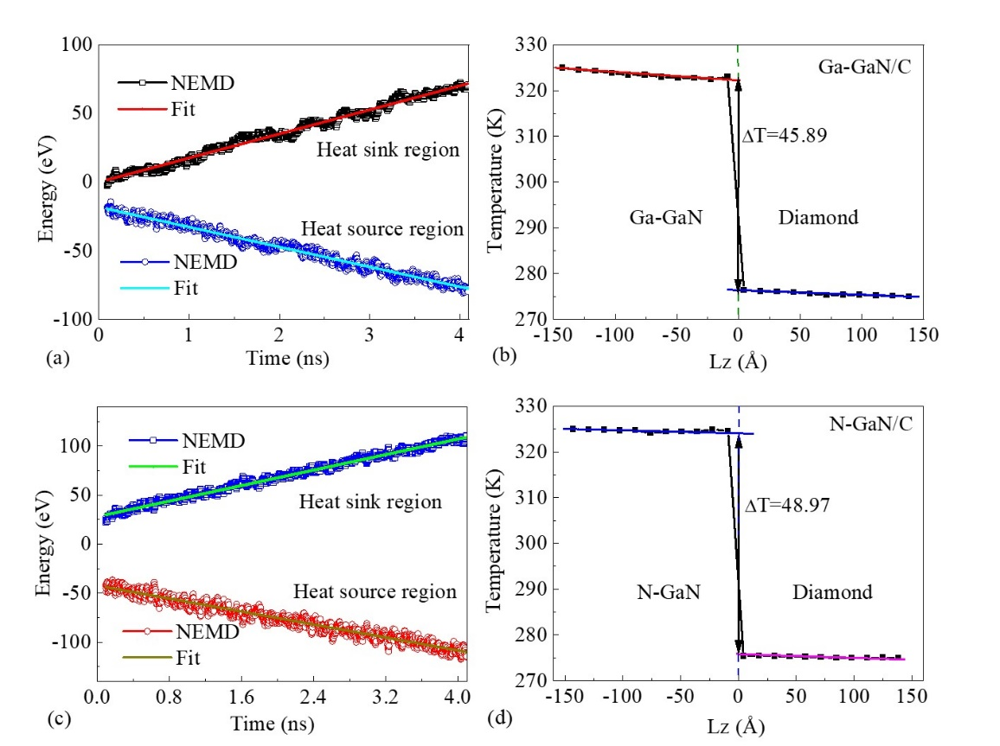 100
50
0
-50
-100
Energy (eV)
NEMD
Fit
Heat sink region
Heat source region
NEMD
Fit
0 1 2 3 4
Time (ns)
(a)
330
320
310
300
290
280
270
Temperature (K)
Ga-GaN/C
ΔT=45.89
Ga-GaN
Diamond
-150 -100 -50 0 50 100 150
Lz (Å)
(b)
100
50
0
-50
-100
Energy (eV)
NEMD
Fit
Heat sink region
Heat source region
NEMD
Fit
0.0 0.8 1.6 2.4 3.2 4.0
Time (ns)
(c)
330
320
310
300
290
280
270
Temperature (K)
N-GaN/C
ΔT=48.97
N-GaN
Diamond
-150 -100 -50 0 50 100 150
Lz (Å)
(d)